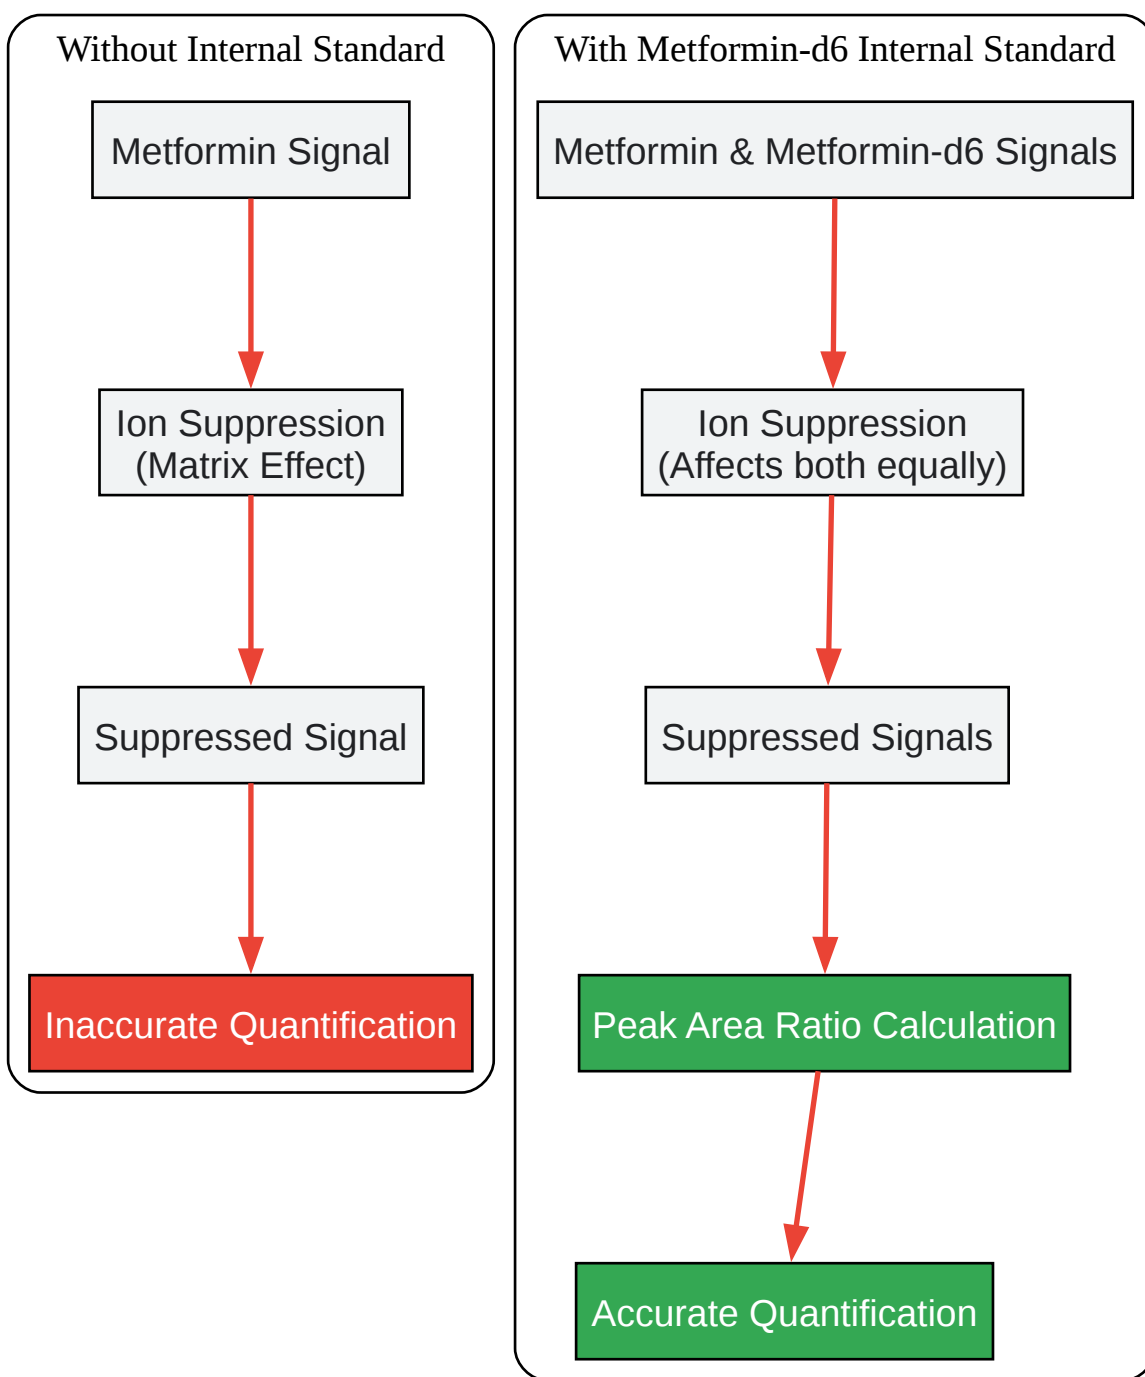 Without Internal Standard
Metformin Signal
Ion Suppression
(Matrix Effect)
Suppressed Signal
Inaccurate Quantification
With Metformin-d6 Internal Standard
Metformin & Metformin-d6 Signals
Ion Suppression
(Affects both equally)
Suppressed Signals
Peak Area Ratio Calculation
Accurate Quantification